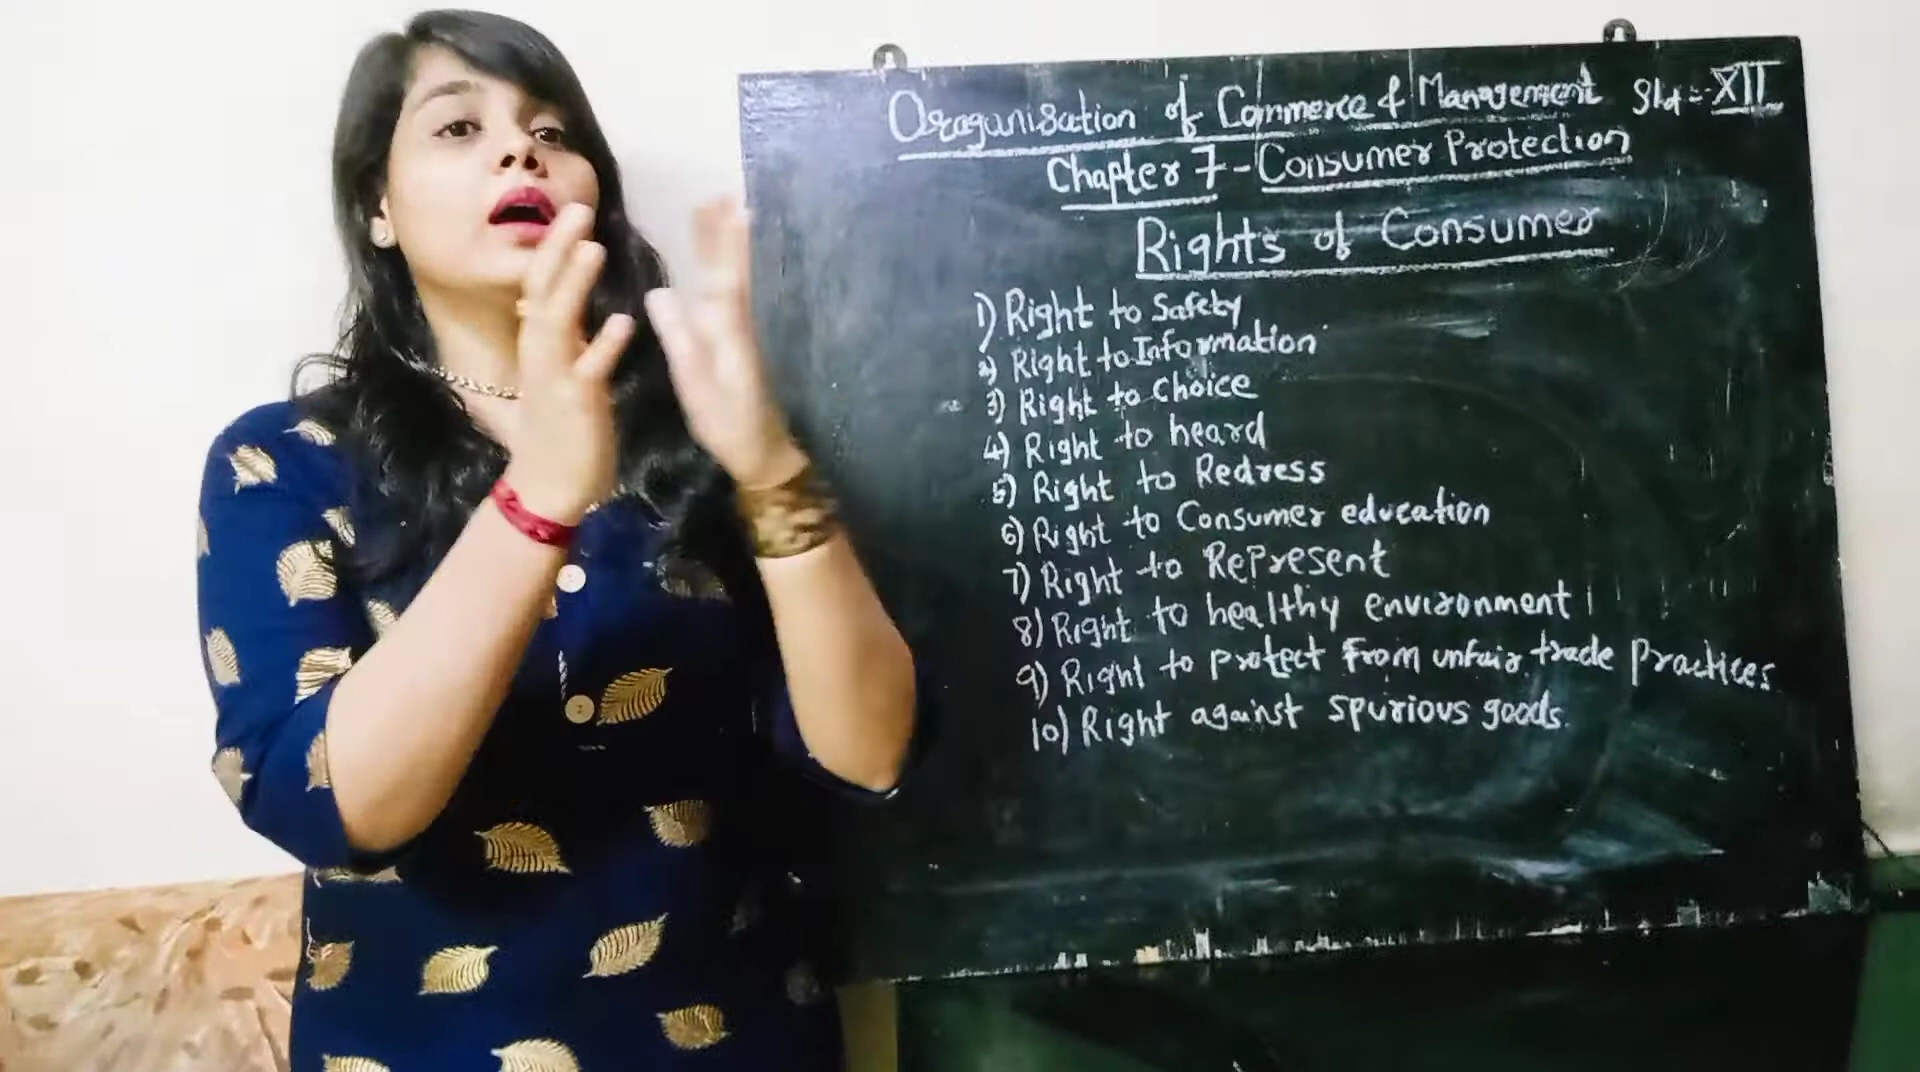 Oragunisation of Commerce & Management Std - XII
Chapter 7 - Consumer Protection
Rights of Consumer
1) Right to Safety
2) Right to Information
3) Right to Choice
4) Right to heard
5) Right to Redress
6) Right to Consumer education
7) Right to Represent
8) Right to healthy environment
9) Right to protect from unfair trade practices
10) Right against spurious goods.